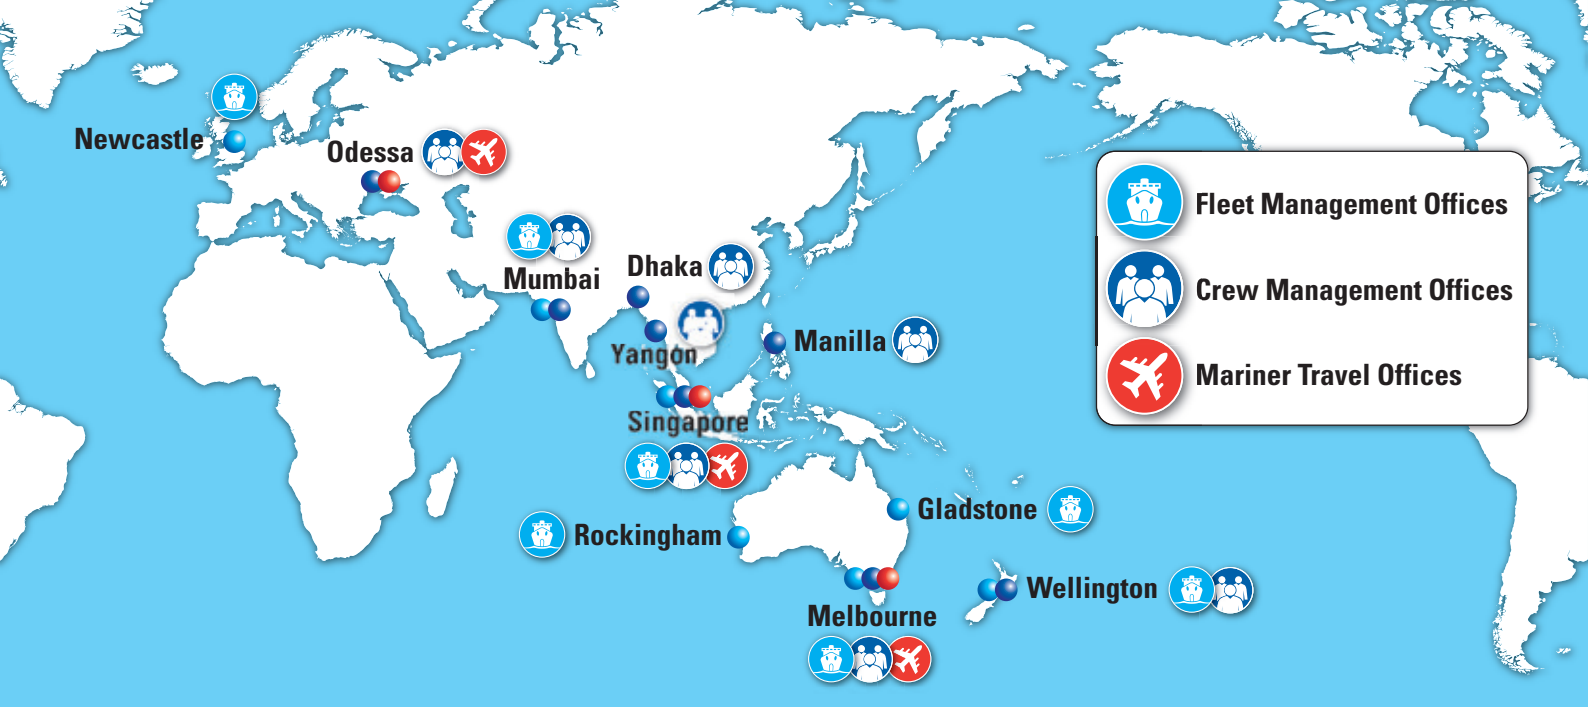 Newcastle
Odessa
Mumbai
Dhaka
Yangon
Manilla
Singapore
Rockingham
Gladstone
Melbourne
Wellington
Fleet Management Offices
Crew Management Offices
Mariner Travel Offices